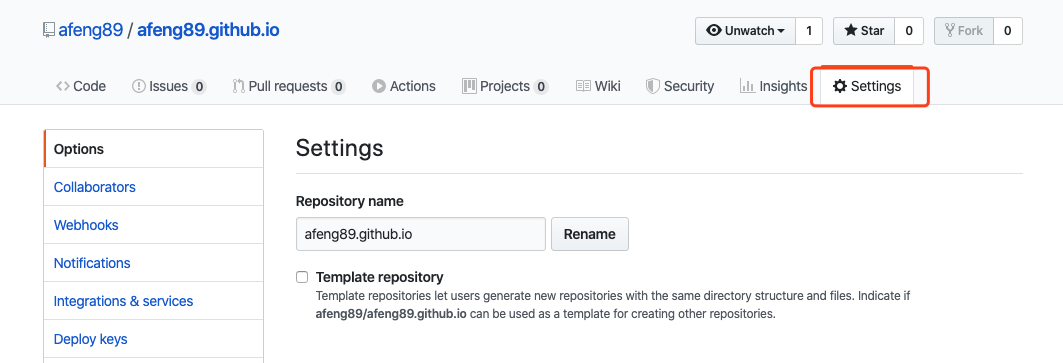 afeng89 / afeng89.github.io
Unwatch 1 Star 0 Fork 0
Code Issues 0 Pull requests 0 Actions Projects 0 Wiki Security Insights Settings
Options
Collaborators
Webhooks
Notifications
Integrations & services
Deploy keys
Settings
Repository name
afeng89.github.io Rename
Template repository
Template repositories let users generate new repositories with the same directory structure and files. Indicate if
afeng89/afeng89.github.io can be used as a template for creating other repositories.